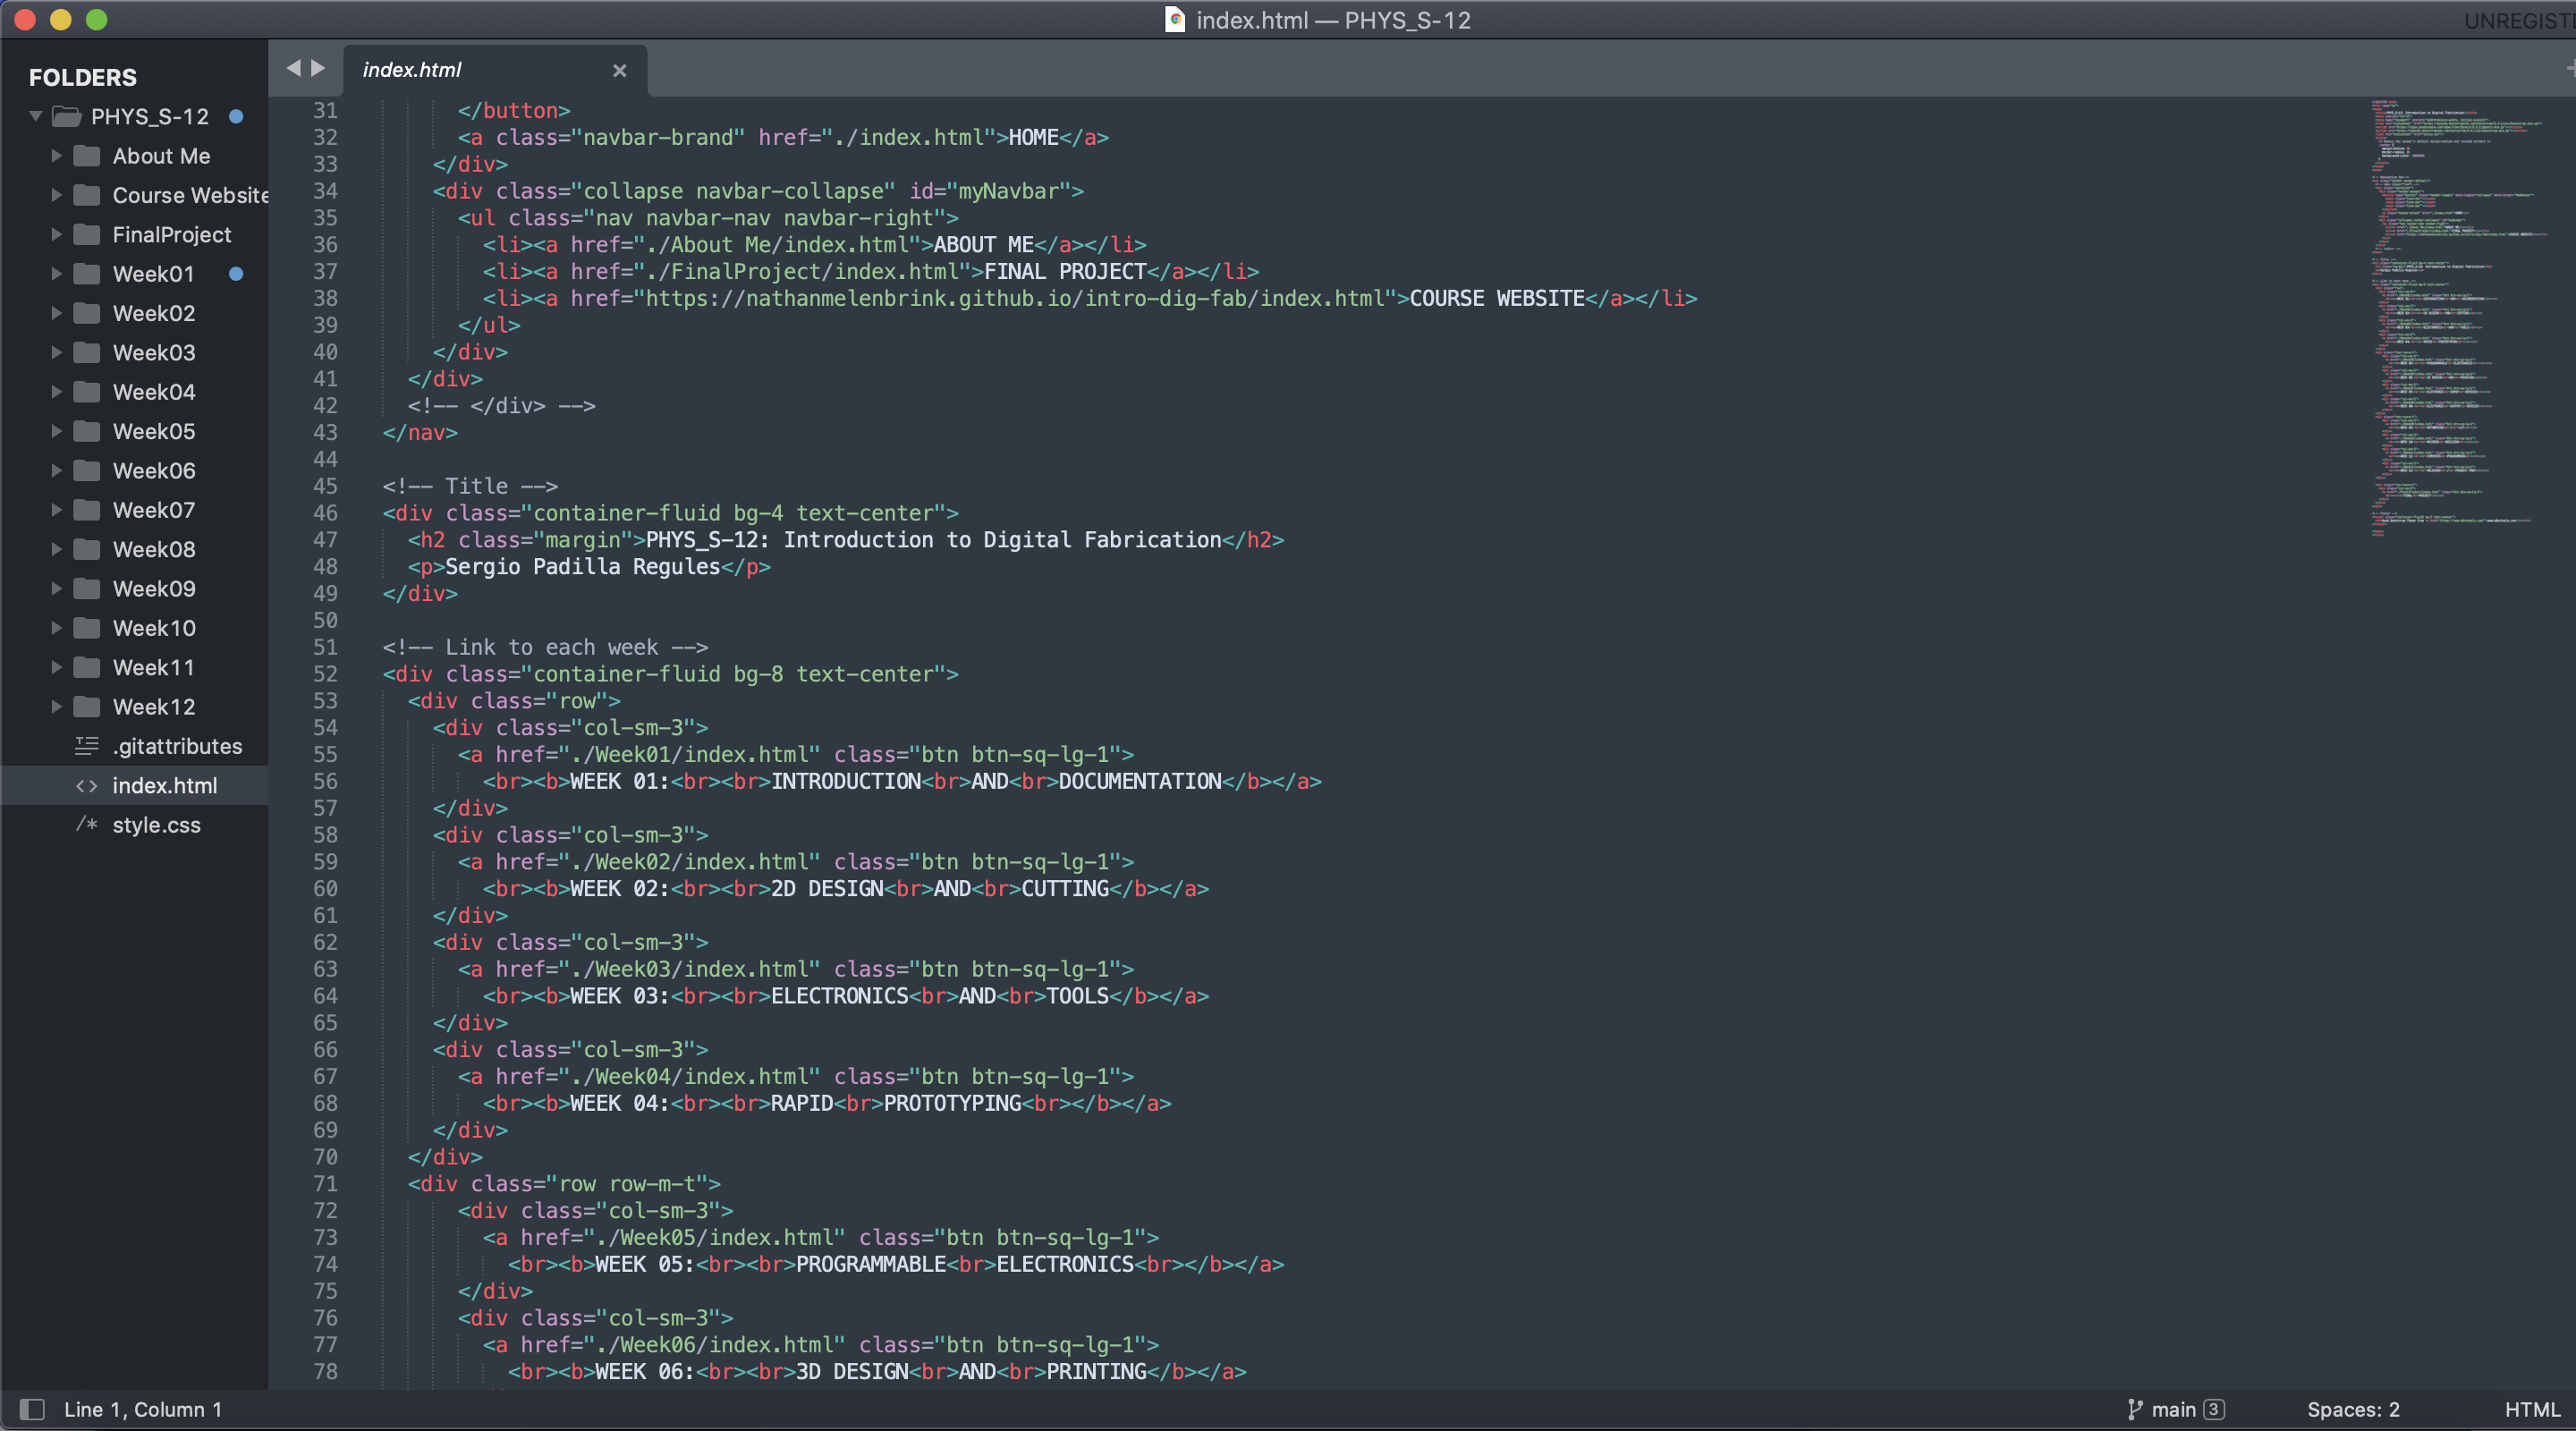 index.html — PHYS_S-12
FOLDERS
PHYS_S-12
About Me
Course Website
FinalProject
Week01
Week02
Week03
Week04
Week05
Week06
Week07
Week08
Week09
Week10
Week11
Week12
.gitattributes
<> index.html
/* style.css
index.html ×
31 </button>
32 <a class="navbar-brand" href="./index.html">HOME</a>
33 </div>
34 <div class="collapse navbar-collapse" id="myNavbar">
35 <ul class="nav navbar-nav navbar-right">
36 <li><a href="./About Me/index.html">ABOUT ME</a></li>
37 <li><a href="./FinalProject/index.html">FINAL PROJECT</a></li>
38 <li><a href="https://nathanmelenbrink.github.io/intro-dig-fab/index.html">COURSE WEBSITE</a></li>
39 </ul>
40 </div>
41 </div>
42 <!-- </div> -->
43 </nav>
44
45 <!-- Title -->
46 <div class="container-fluid bg-4 text-center">
47 <h2 class="margin">PHYS_S-12: Introduction to Digital Fabrication</h2>
48 <p>Sergio Padilla Regules</p>
49 </div>
50
51 <!-- Link to each week -->
52 <div class="container-fluid bg-8 text-center">
53 <div class="row">
54 <div class="col-sm-3">
55 <a href="./Week01/index.html" class="btn btn-sq-lg-1">
56 <br><b>WEEK 01:<br><br>INTRODUCTION<br>AND<br>DOCUMENTATION</b></a>
57 </div>
58 <div class="col-sm-3">
59 <a href="./Week02/index.html" class="btn btn-sq-lg-1">
60 <br><b>WEEK 02:<br><br>2D DESIGN<br>AND<br>CUTTING</b></a>
61 </div>
62 <div class="col-sm-3">
63 <a href="./Week03/index.html" class="btn btn-sq-lg-1">
64 <br><b>WEEK 03:<br><br>ELECTRONICS<br>AND<br>TOOLS</b></a>
65 </div>
66 <div class="col-sm-3">
67 <a href="./Week04/index.html" class="btn btn-sq-lg-1">
68 <br><b>WEEK 04:<br><br>RAPID<br>PROTOTYPING<br></b></a>
69 </div>
70 </div>
71 <div class="row row-m-t">
72 <div class="col-sm-3">
73 <a href="./Week05/index.html" class="btn btn-sq-lg-1">
74 <br><b>WEEK 05:<br><br>PROGRAMMABLE<br>ELECTRONICS<br></b></a>
75 </div>
76 <div class="col-sm-3">
77 <a href="./Week06/index.html" class="btn btn-sq-lg-1">
78 <br><b>WEEK 06:<br><br>3D DESIGN<br>AND<br>PRINTING</b></a>
Line 1, Column 1
main 3
Spaces: 2
HTML